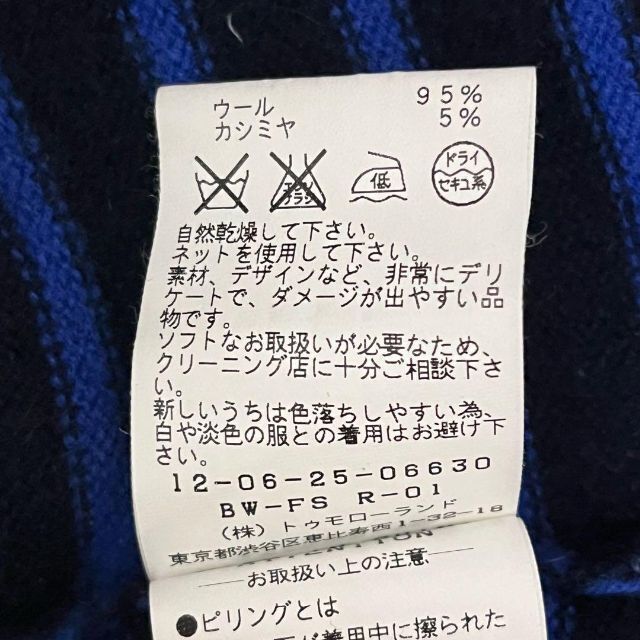 ウール 95%
カシミヤ 5%
エンソ
サラシ
低
ドライ
セキユ系
自然乾燥して下さい。
ネットを使用して下さい。
素材、デザインなど、非常にデリ
ケートで、ダメージが出やすい品
物です。
ソフトなお取扱いが必要なため、
クリーニング店に十分ご相談下さ
い。
新しいうちは色落ちしやすい為、
白や淡色の服との着用はお避け下
さい。
12-06-25-06630
BW-FS R-01
(株)トゥモローランド
東京都渋谷区恵比寿西1-32-18
お取扱い上の注意
●ピリングとは